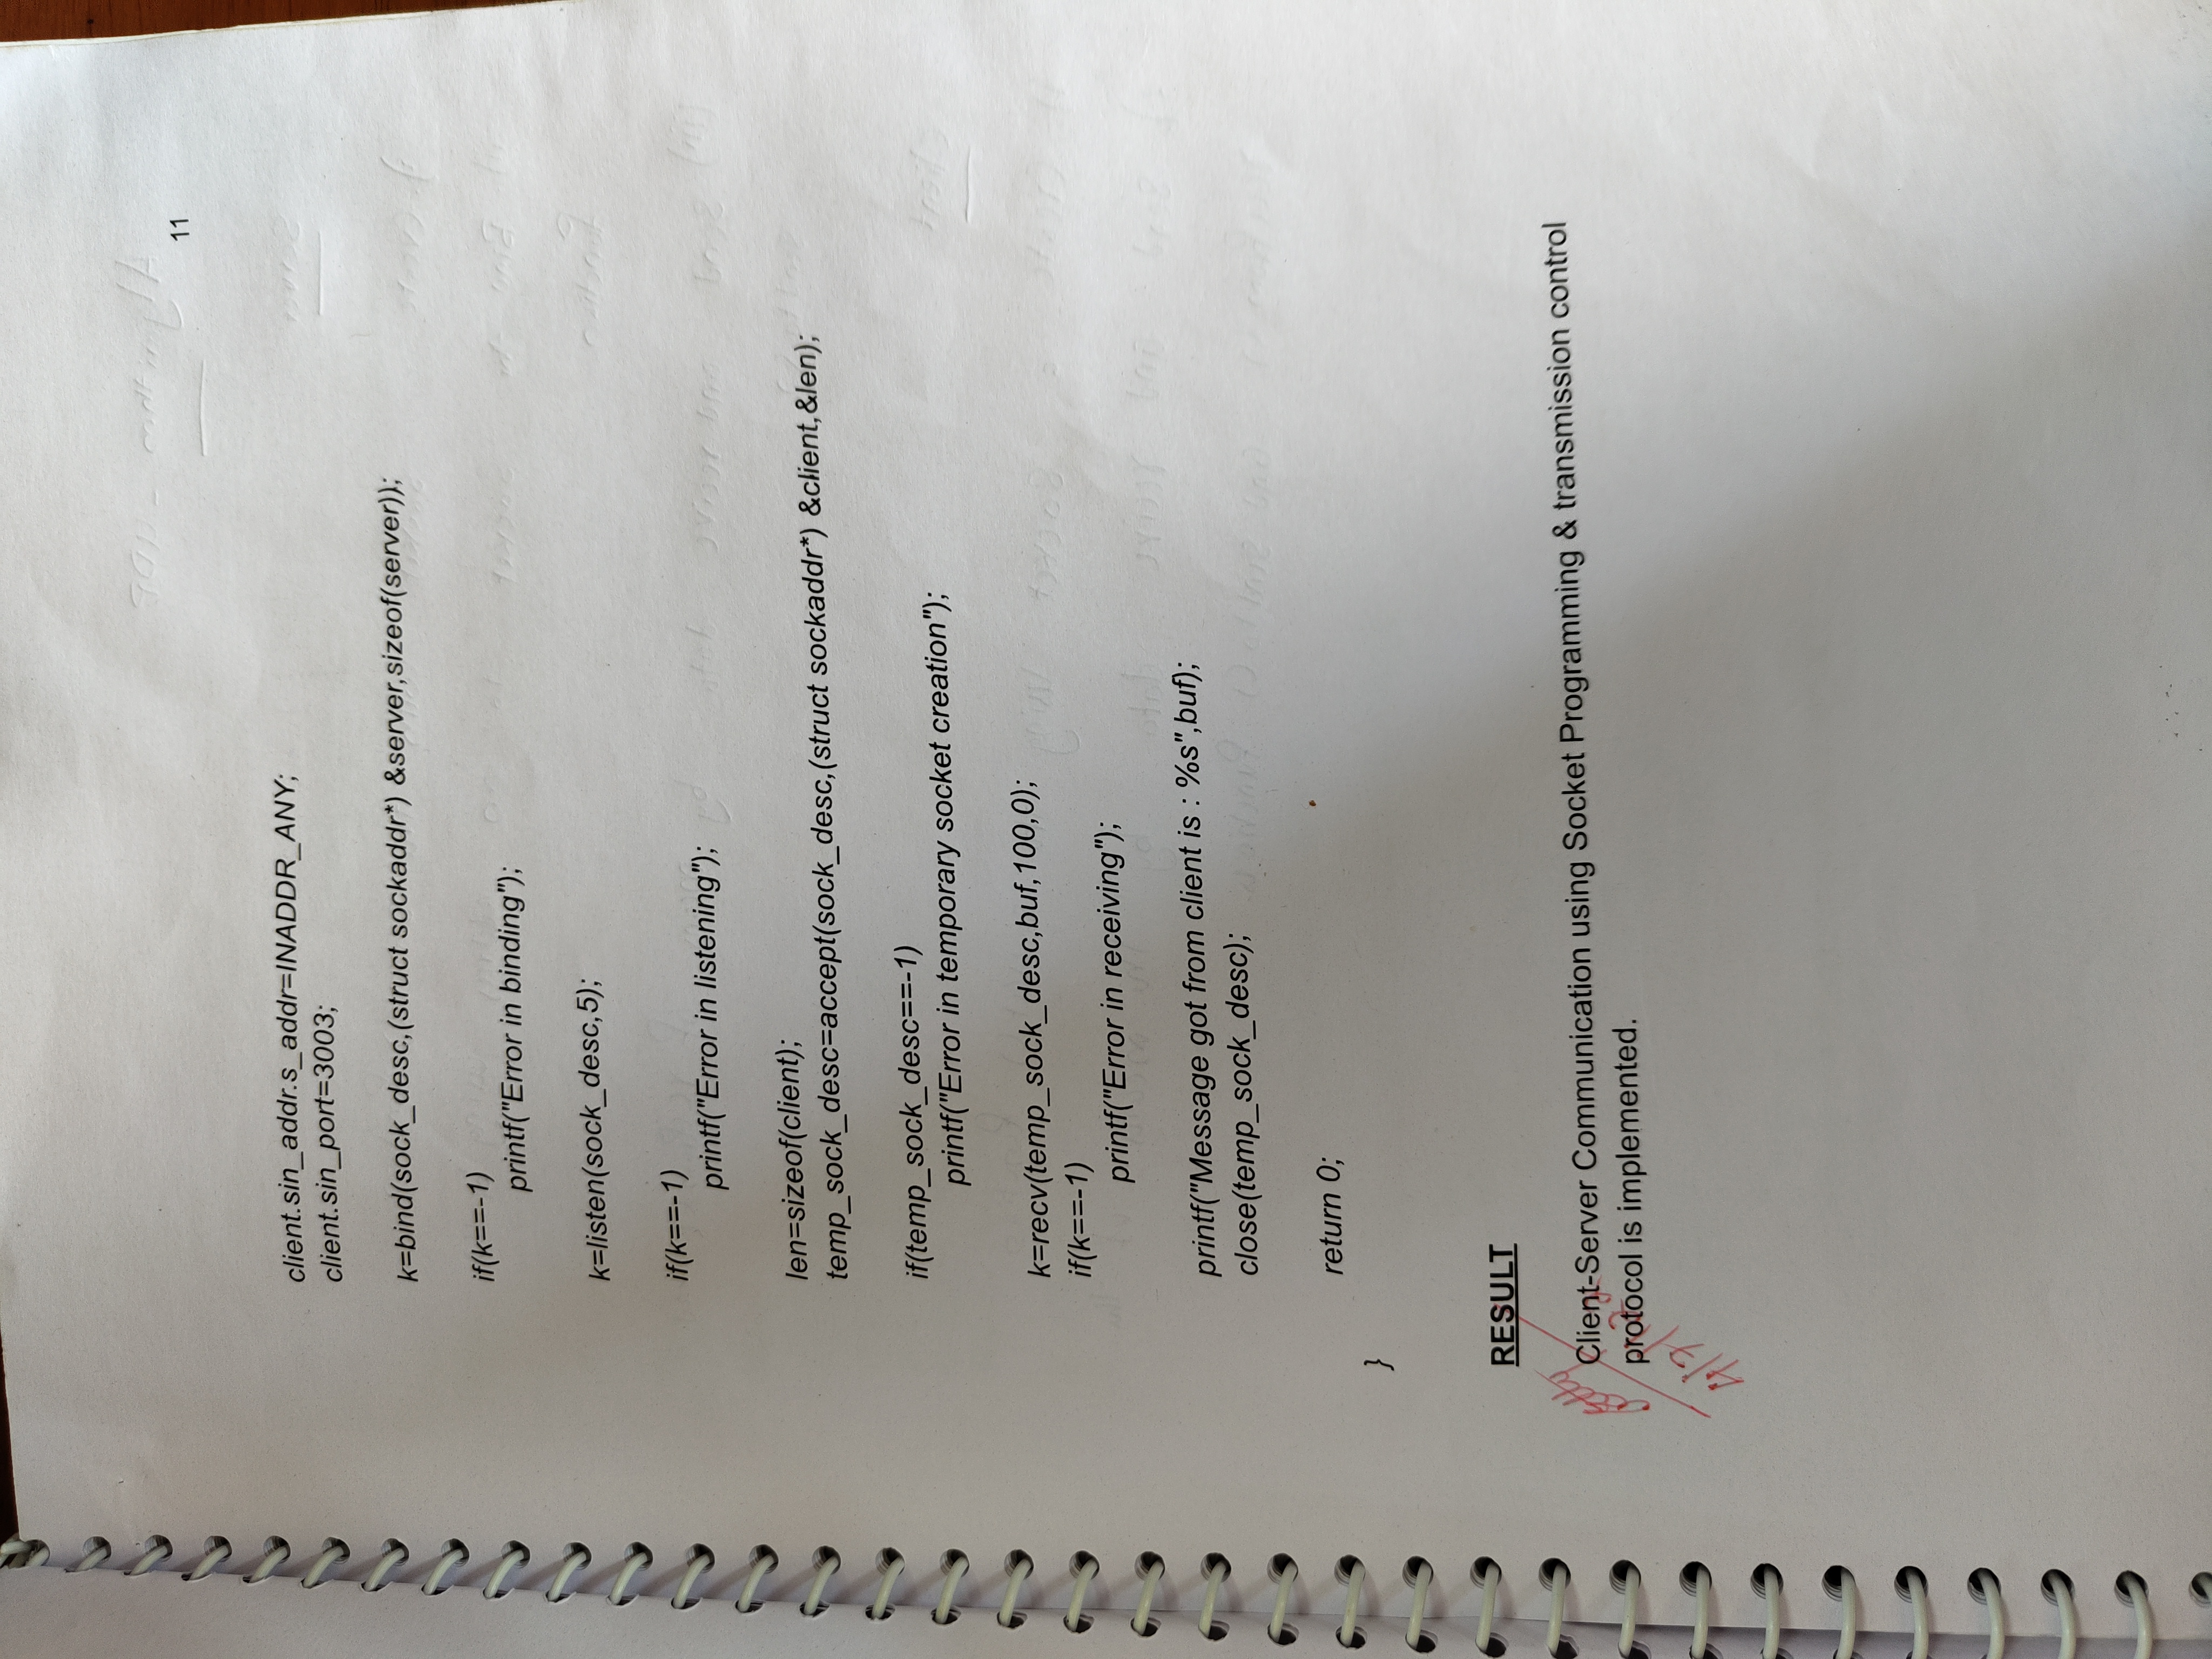 11
client.sin_addr.s_addr=INADDR_ANY;
client.sin_port=3003;
k=bind(sock_desc,(struct sockaddr*) &server,sizeof(server));
if(k==-1)
printf("Error in binding");
k=listen(sock_desc,5);
if(k==-1)
printf("Error in listening");
len=sizeof(client);
temp_sock_desc=accept(sock_desc,(struct sockaddr*) &client,&len);
if(temp_sock_desc==-1)
printf("Error in temporary socket creation");
k=recv(temp_sock_desc,buf,100,0);
if(k==-1)
printf("Error in receiving");
printf("Message got from client is : %s",buf);
close(temp_sock_desc);
return 0;
}
RESULT
Client-Server Communication using Socket Programming & transmission control
protocol is implemented.